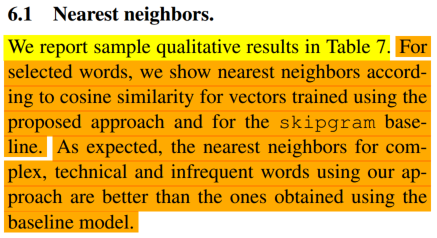 6.1 Nearest neighbors.
We report sample qualitative results in Table 7. For
selected words, we show nearest neighbors accord-
ing to cosine similarity for vectors trained using the
proposed approach and for the skipgram base-
line. As expected, the nearest neighbors for com-
plex, technical and infrequent words using our ap-
proach are better than the ones obtained using the
baseline model.